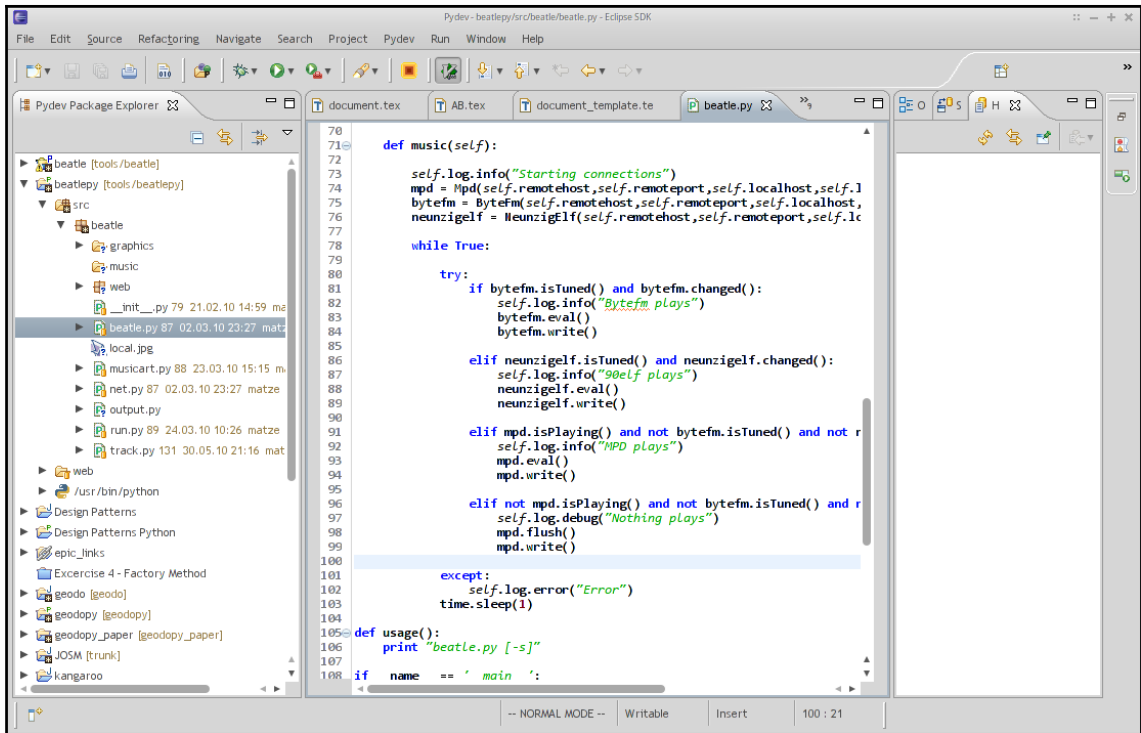 Pydev - beatlepy/src/beatle/beatle.py - Eclipse SDK
File Edit Source Refactoring Navigate Search Project Pydev Run Window Help
Pydev Package Explorer
beatle [tools/beatle]
beatlepy [tools/beatlepy]
src
beatle
graphics
music
web
__init__.py 79 21.02.10 14:59 ma
beatle.py 87 02.03.10 23:27 matz
local.jpg
musicart.py 88 23.03.10 15:15 m
net.py 87 02.03.10 23:27 matze
output.py
run.py 89 24.03.10 10:26 matze
track.py 131 30.05.10 21:16 mat
web
/usr/bin/python
Design Patterns
Design Patterns Python
epic_links
Excercise 4 - Factory Method
geodo [geodo]
geodopy [geodopy]
geodopy_paper [geodopy_paper]
JOSM [trunk]
kangaroo
document.tex AB.tex document_template.te beatle.py »9
70
71 def music(self):
72
73 self.log.info("Starting connections")
74 mpd = Mpd(self.remotehost,self.remoteport,self.localhost,self.l
75 bytefm = ByteFm(self.remotehost,self.remoteport,self.localhost,
76 neunzigelf = NeunzigElf(self.remotehost,self.remoteport,self.lc
77
78 while True:
79
80 try:
81 if bytefm.isTuned() and bytefm.changed():
82 self.log.info("Bytefm plays")
83 bytefm.eval()
84 bytefm.write()
85
86 elif neunzigelf.isTuned() and neunzigelf.changed():
87 self.log.info("90elf plays")
88 neunzigelf.eval()
89 neunzigelf.write()
90
91 elif mpd.isPlaying() and not bytefm.isTuned() and not r
92 self.log.info("MPD plays")
93 mpd.eval()
94 mpd.write()
95
96 elif not mpd.isPlaying() and not bytefm.isTuned() and r
97 self.log.debug("Nothing plays")
98 mpd.flush()
99 mpd.write()
100
101 except:
102 self.log.error("Error")
103 time.sleep(1)
104
105 def usage():
106 print "beatle.py [-s]"
107
108 if name == ' main ':
O S H
-- NORMAL MODE -- Writable Insert 100 : 21